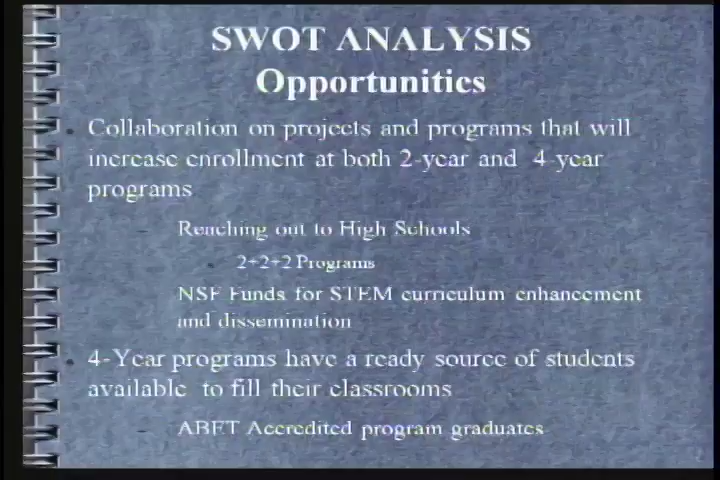 SWOT ANALYSIS
Opportunities
• Collaboration on projects and programs that will
increase enrollment at both 2-year and 4-year
programs
Reaching out to High Schools
• 2+2+2 Programs
NSF Funds for STEM curriculum enhancement
and dissemination
• 4-Year programs have a ready source of students
available to fill their classrooms
– ABET Accredited program graduates